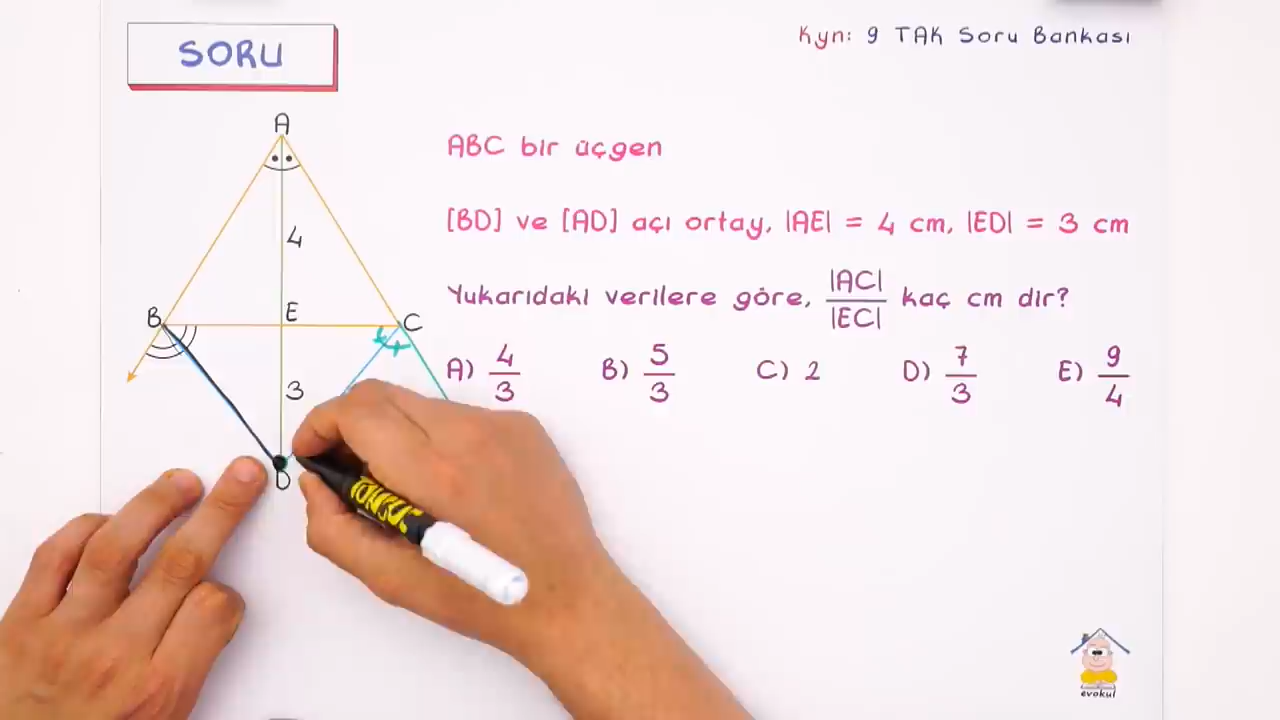 SORU
Kyn: 9 TAK Soru Bankası
A
ABC bir üçgen
[BD] ve [AD] açı ortay, |AE| = 4 cm, |ED| = 3 cm
4
Yukarıdaki verilere göre, |AC| / |EC| kaç cm dir?
B
E
C
A) 4/3 B) 5/3 C) 2 D) 7/3 E) 9/4
3
D
evokul